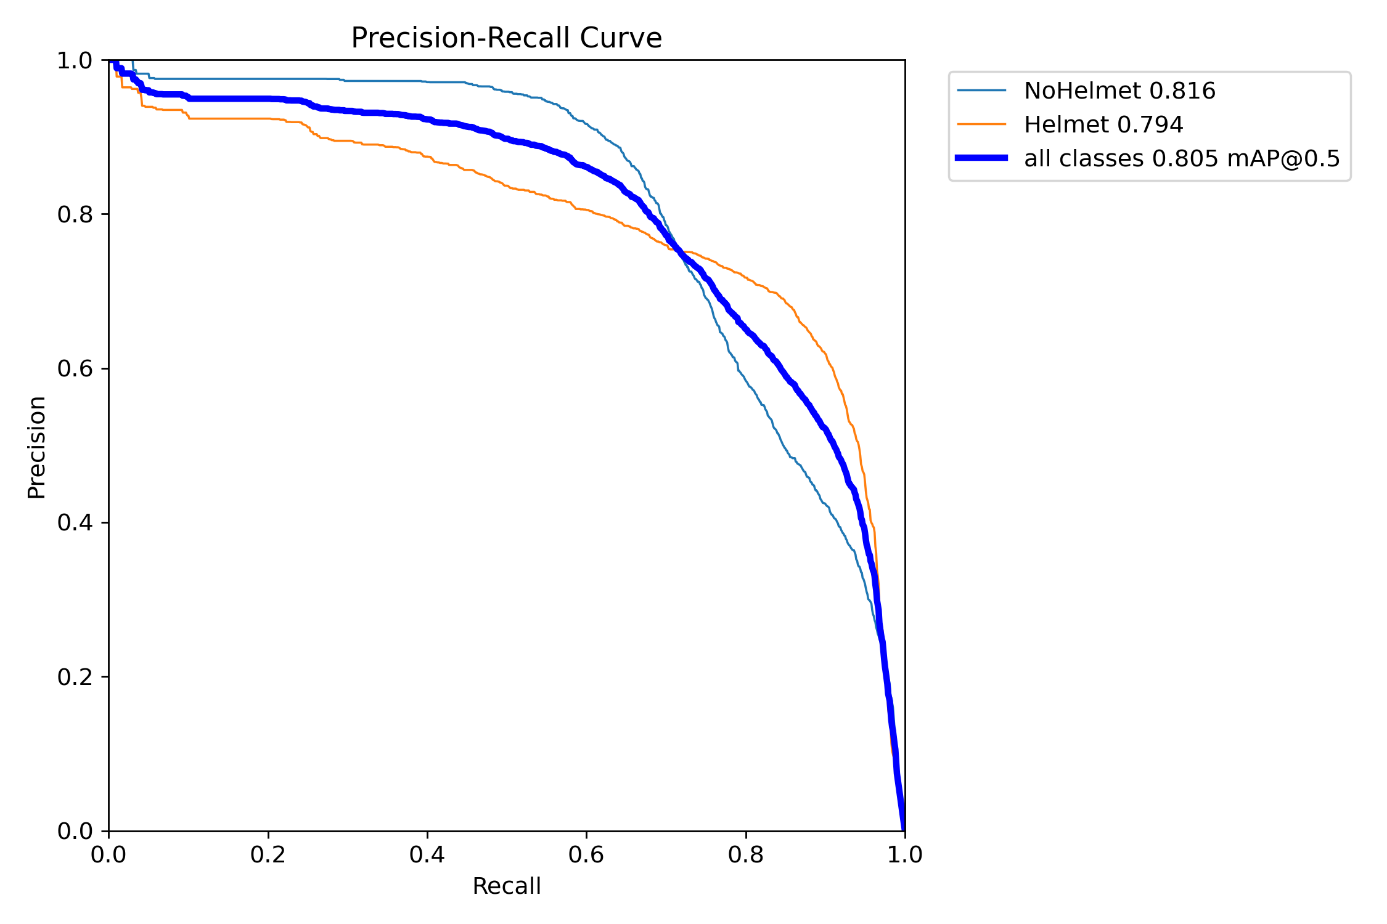 Precision-Recall Curve
NoHelmet 0.816
Helmet 0.794
all classes 0.805 mAP@0.5
Precision
1.0
0.8
0.6
0.4
0.2
0.0
0.0 0.2 0.4 0.6 0.8 1.0
Recall